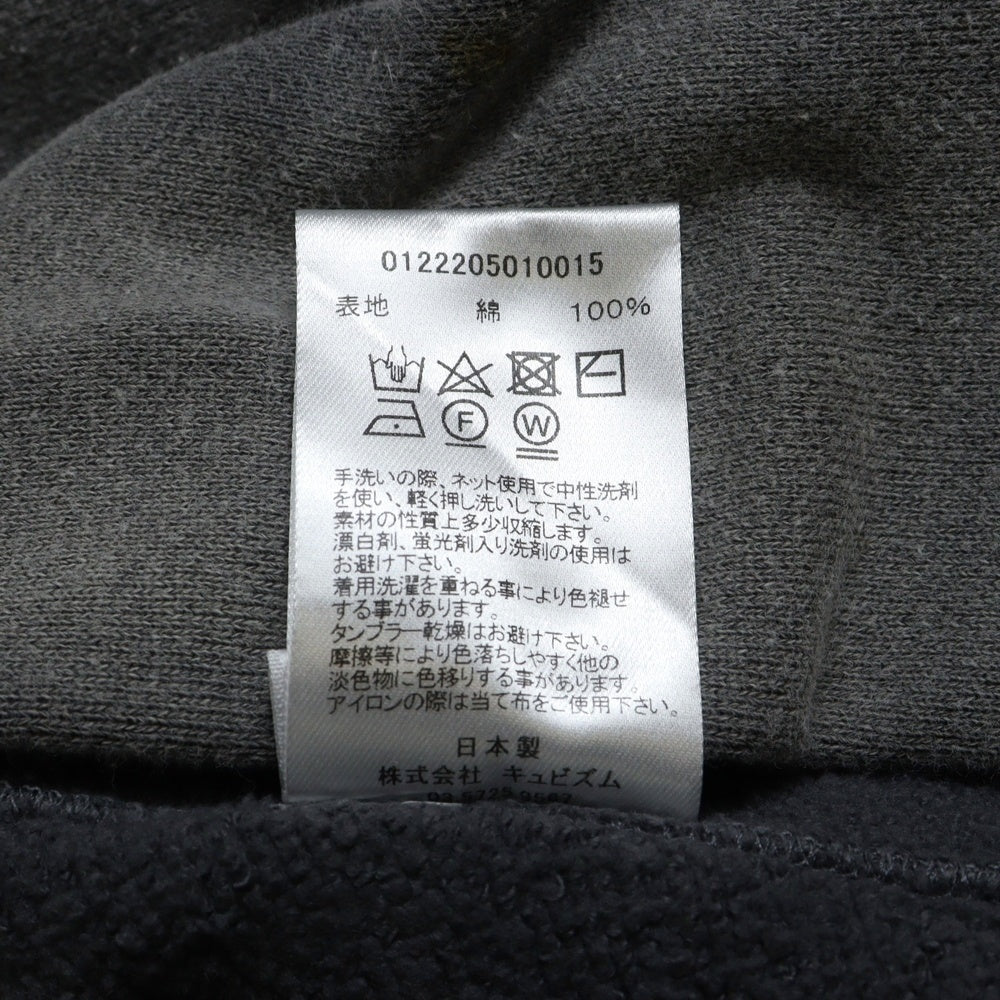 0122205010015
表地 綿 100%
F W
手洗いの際、ネット使用で中性洗剤
を使い、軽く押し洗いして下さい。
素材の性質上多少収縮します。
漂白剤、蛍光剤入り洗剤の使用は
お避け下さい。
着用洗濯を重ねる事により色褪せ
する事があります。
タンブラー乾燥はお避け下さい。
摩擦等により色落ちしやすく他の
淡色物に色移りする事があります。
アイロンの際は当て布をご使用下さい。
日本製
株式会社 キュビズム